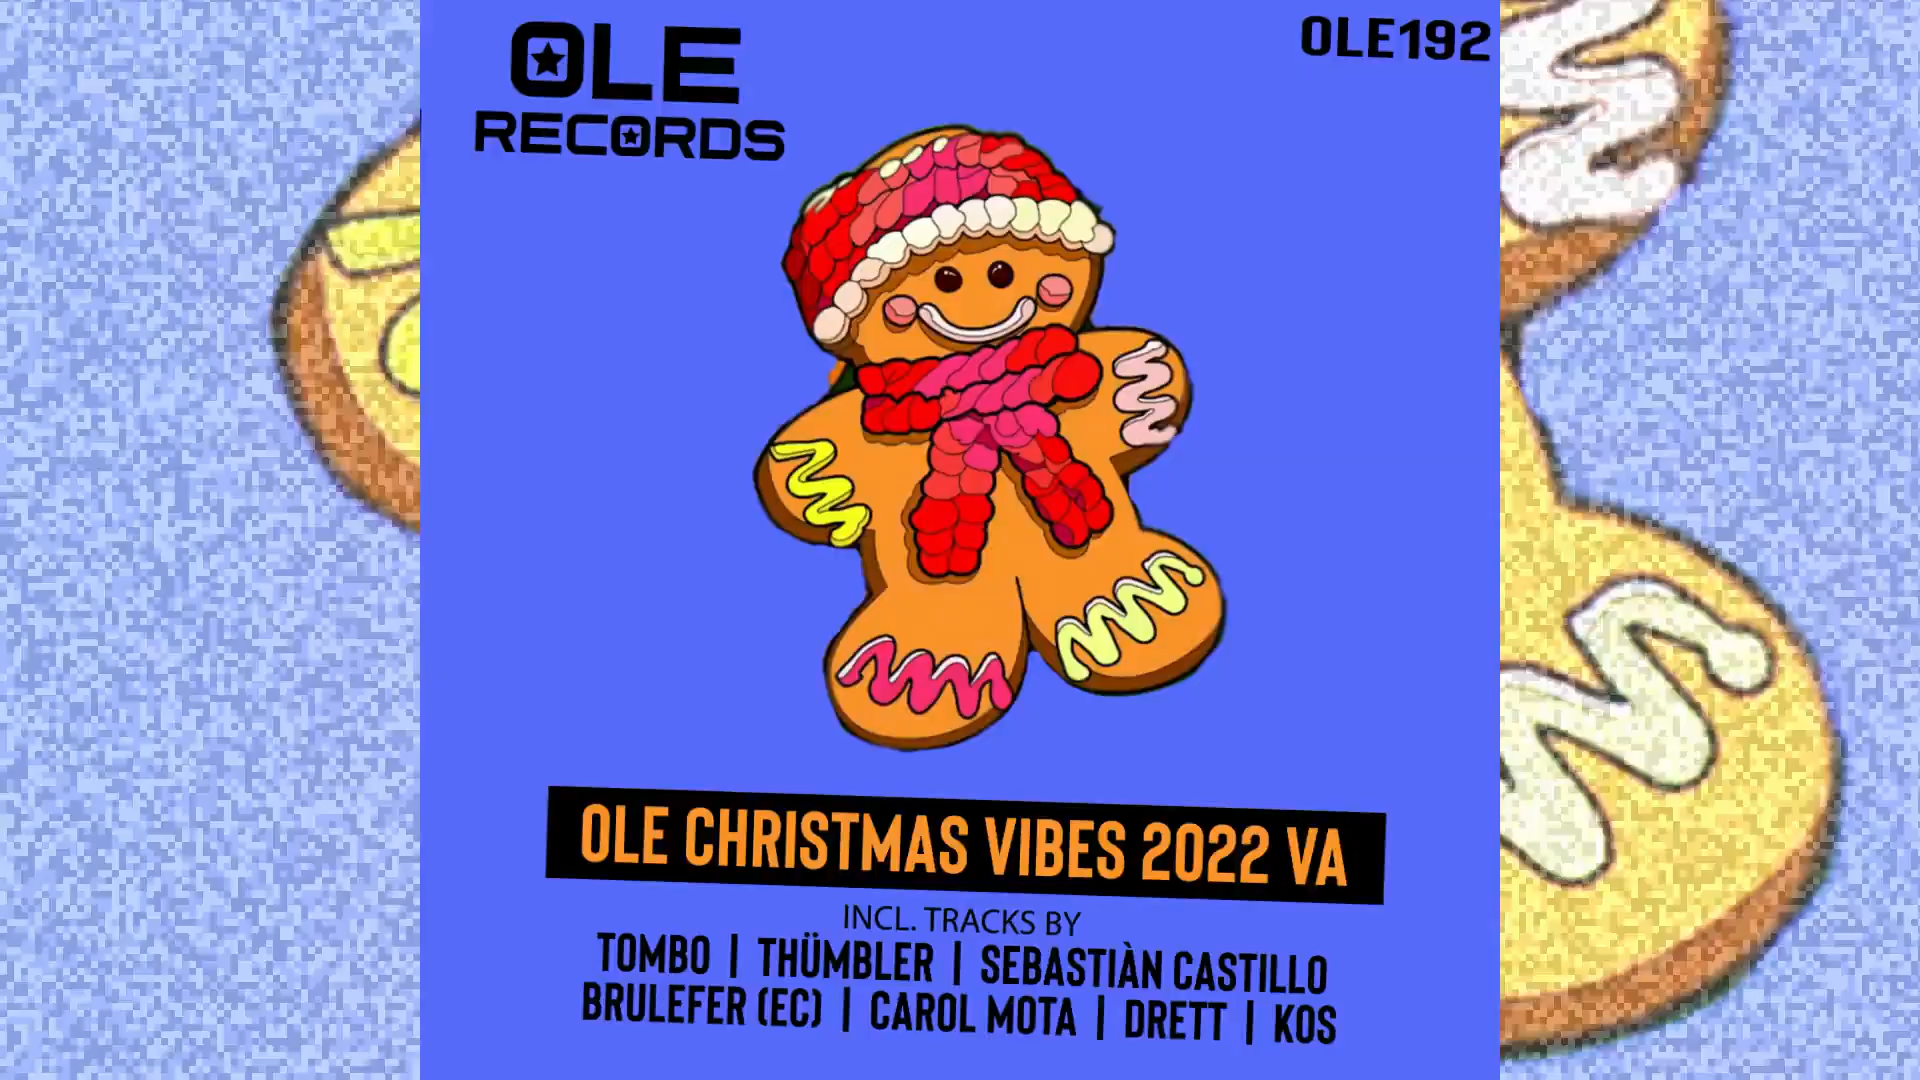 OLE
RECORDS
OLE192
OLE CHRISTMAS VIBES 2022 VA
INCL. TRACKS BY
TOMBO | THÜMBLER | SEBASTIÀN CASTILLO
BRULEFER (EC) | CAROL MOTA | DRETT | KOS